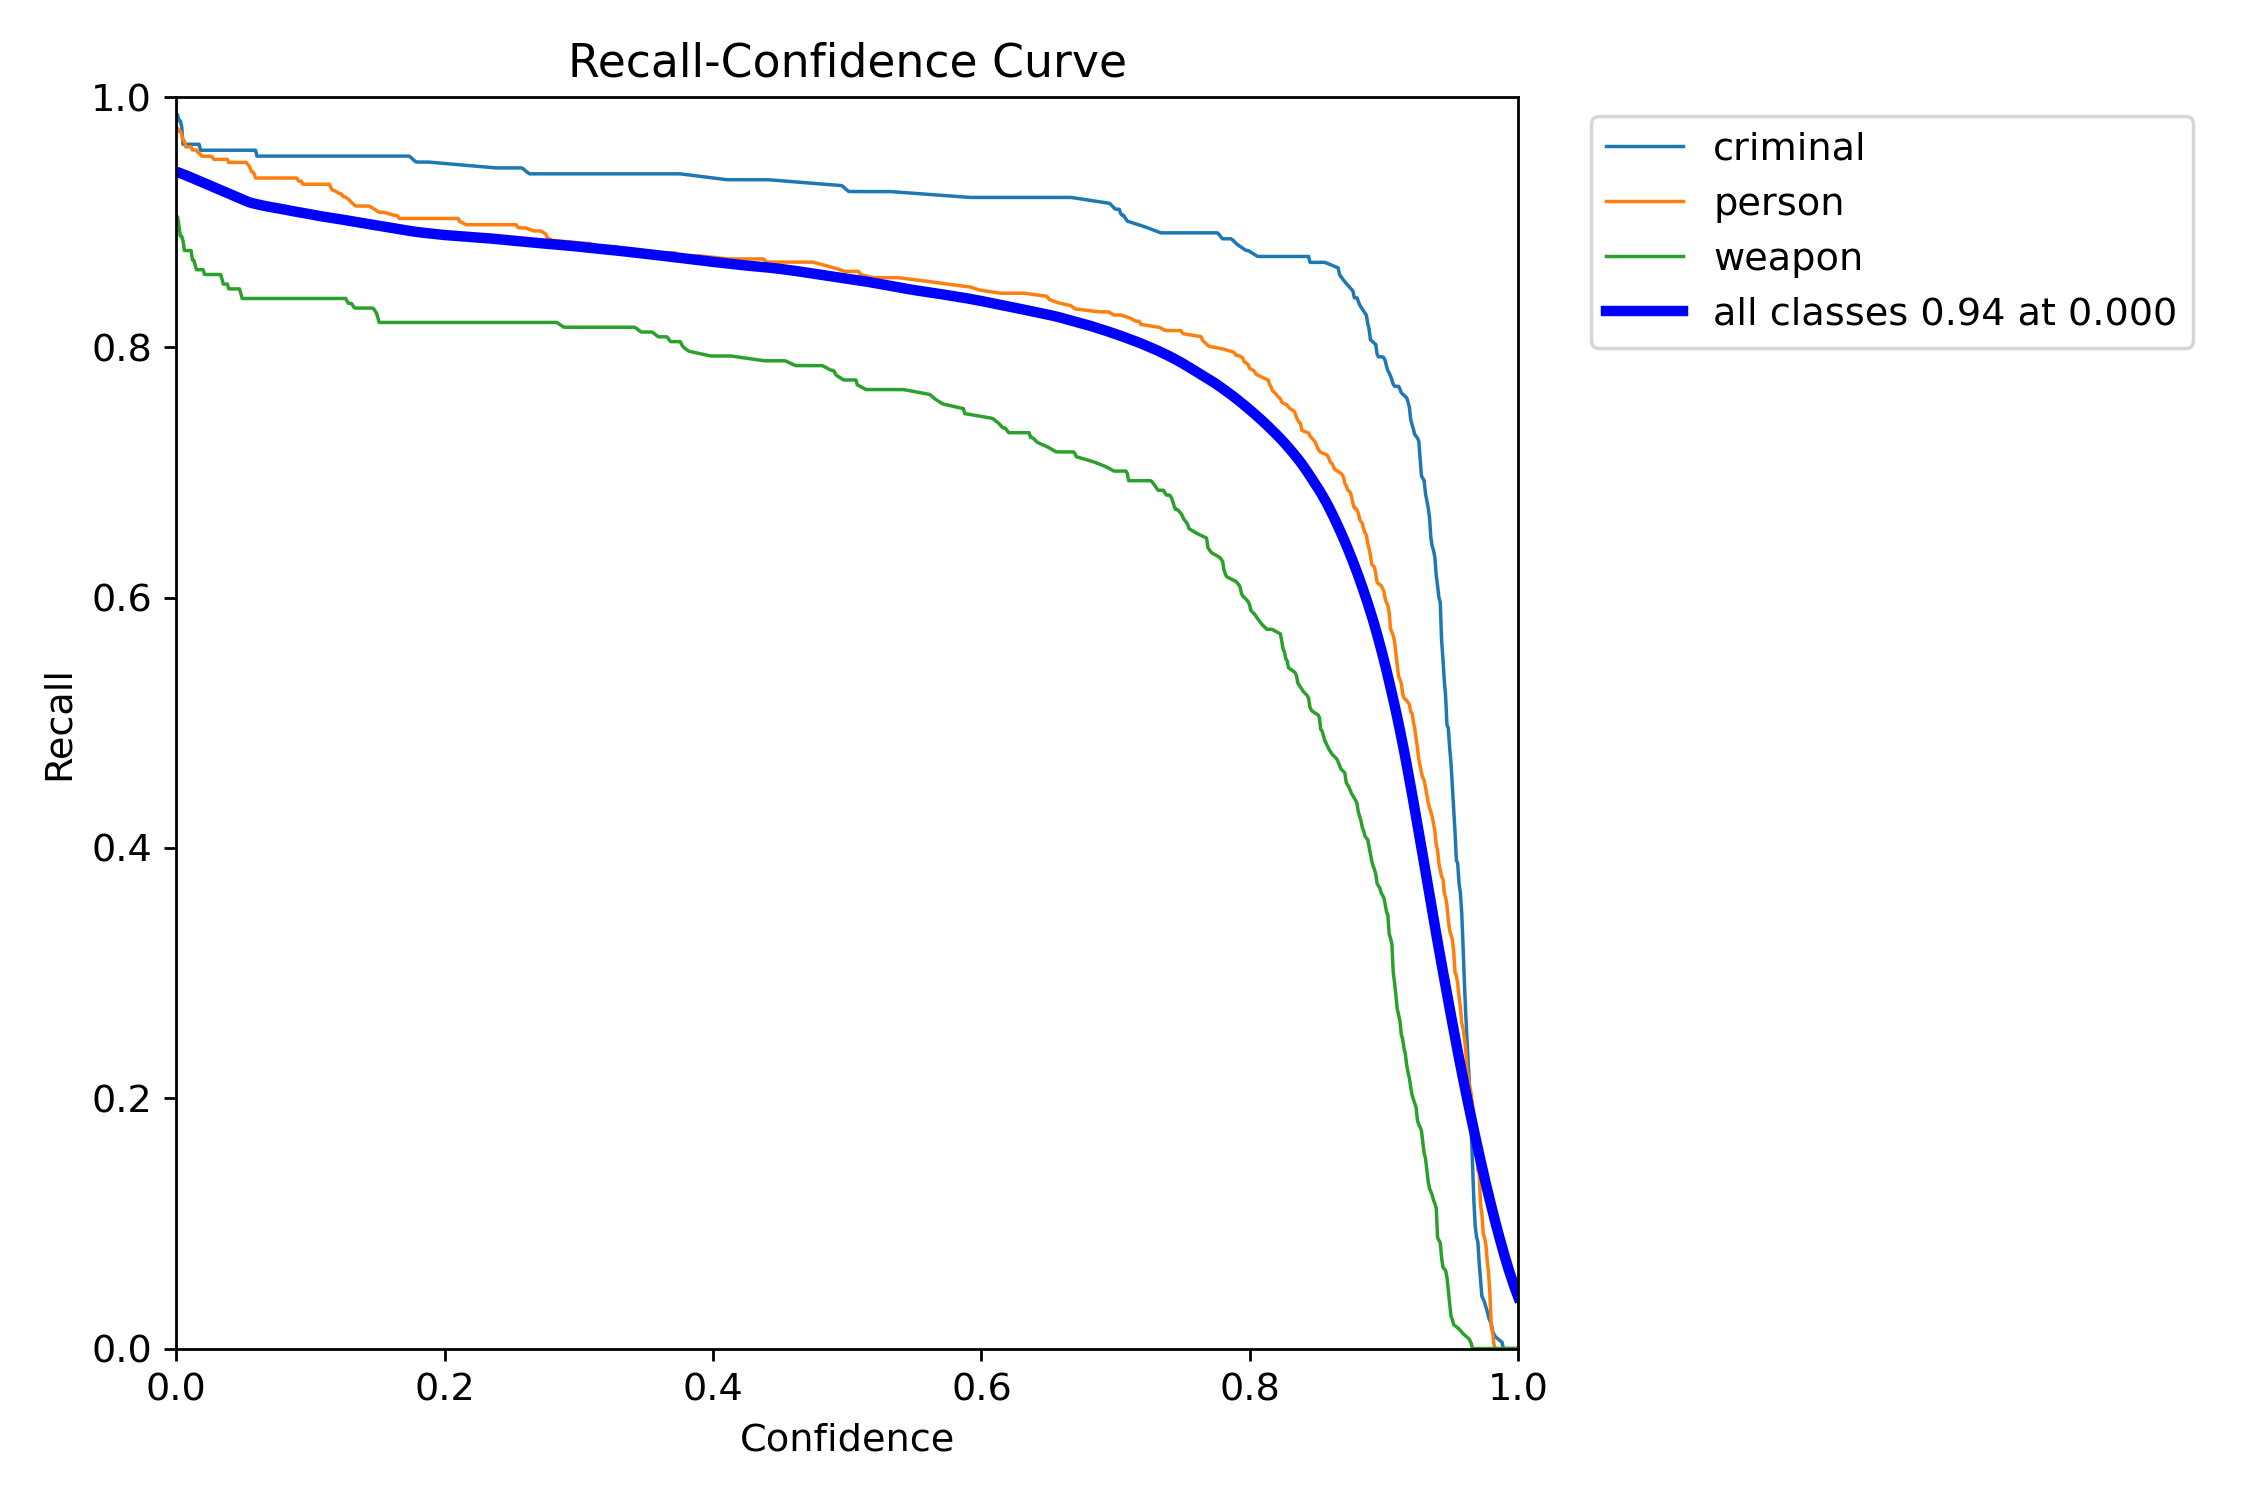 Recall-Confidence Curve
1.0
0.8
0.6
0.4
0.2
0.0
Recall
0.0 0.2 0.4 0.6 0.8 1.0
Confidence
criminal
person
weapon
all classes 0.94 at 0.000